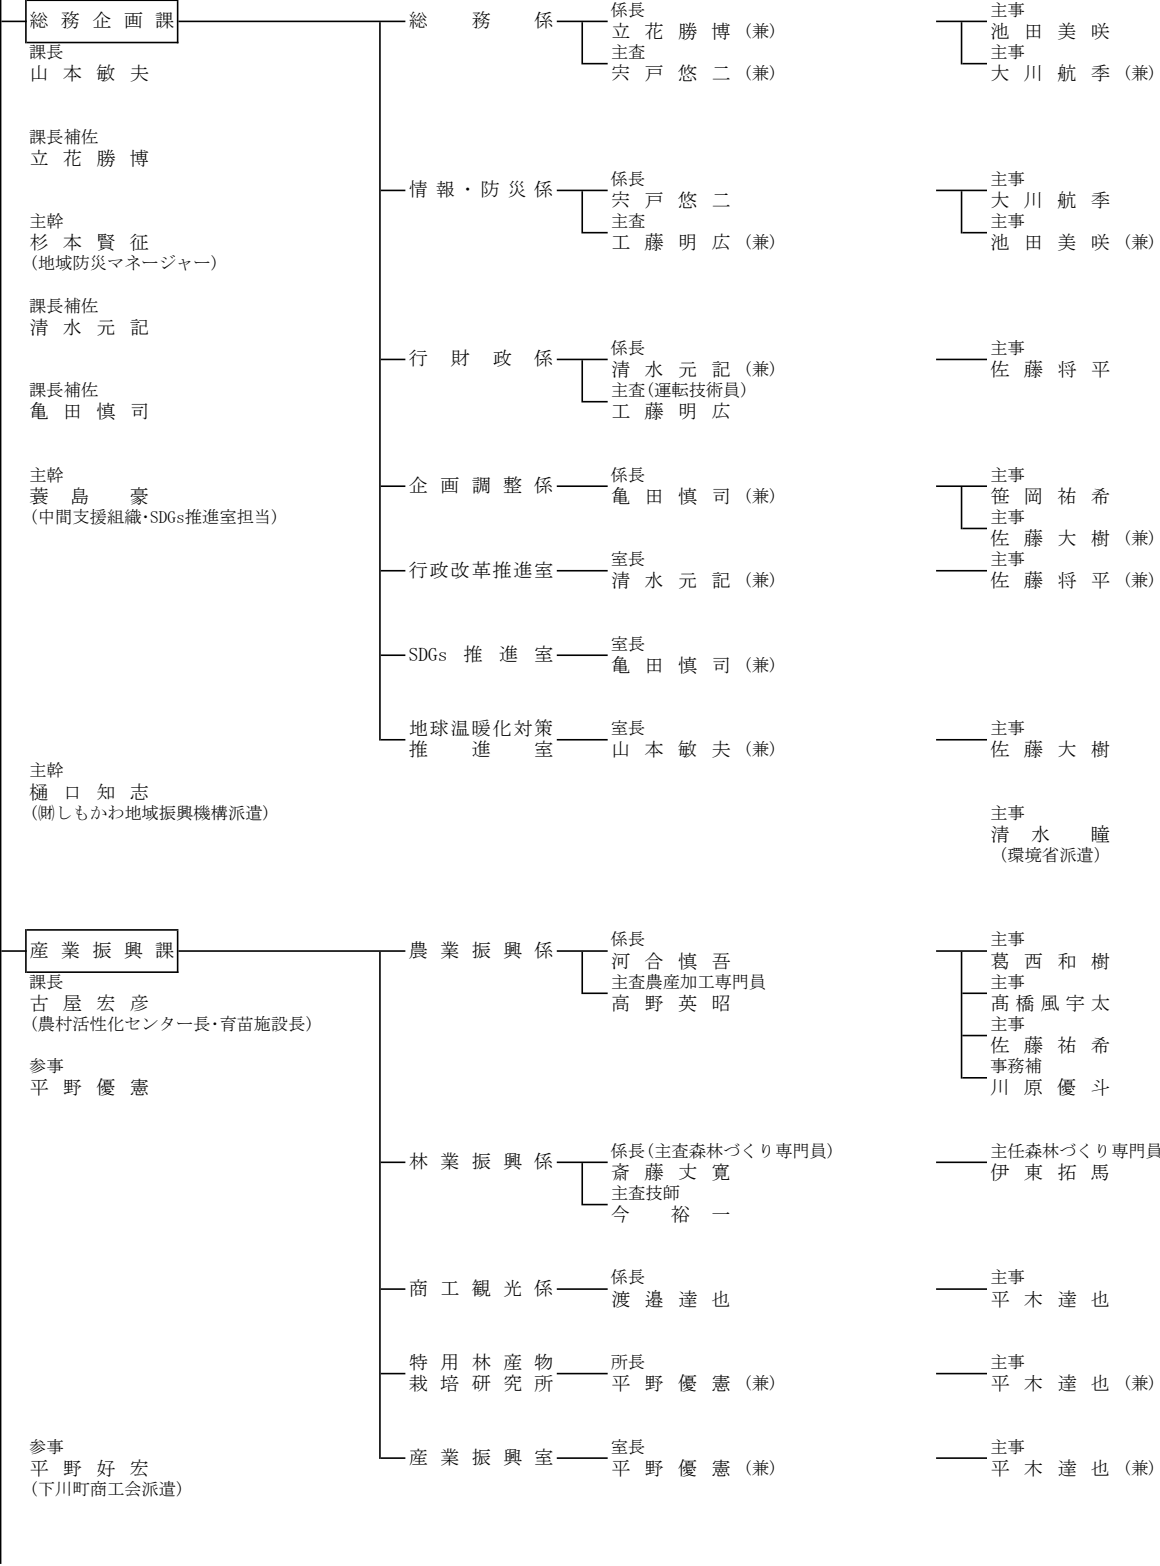 総務企画課
課長
山本敏夫
課長補佐
立花勝博
主幹
杉本賢征
(地域防災マネージャー)
課長補佐
清水元記
課長補佐
亀田慎司
主幹
蓑島豪
(中間支援組織・SDGs推進室担当)
主幹
樋口知志
(㈶しもかわ地域振興機構派遣)
総務係
係長
立花勝博(兼)
主査
宍戸悠二(兼)
主事
池田美咲
主事
大川航季(兼)
情報・防災係
係長
宍戸悠二
主査
工藤明広(兼)
主事
大川航季
主事
池田美咲(兼)
行財政係
係長
清水元記(兼)
主査(運転技術員)
工藤明広
主事
佐藤将平
企画調整係
係長
亀田慎司(兼)
主事
笹岡祐希
主事
佐藤大樹(兼)
行政改革推進室
室長
清水元記(兼)
主事
佐藤将平(兼)
SDGs推進室
室長
亀田慎司(兼)
地球温暖化対策
推進室
室長
山本敏夫(兼)
主事
佐藤大樹
主事
清水瞳
(環境省派遣)
産業振興課
課長
古屋宏彦
(農村活性化センター長・育苗施設長)
参事
平野優憲
参事
平野好宏
(下川町商工会派遣)
農業振興係
係長
河合慎吾
主査農産加工専門員
高野英昭
主事
葛西和樹
主事
髙橋風宇太
主事
佐藤祐希
事務補
川原優斗
林業振興係
係長(主査森林づくり専門員)
斎藤丈寛
主査技師
今裕一
主任森林づくり専門員
伊東拓馬
商工観光係
係長
渡邉達也
主事
平木達也
特用林産物
栽培研究所
所長
平野優憲(兼)
主事
平木達也(兼)
産業振興室
室長
平野優憲(兼)
主事
平木達也(兼)